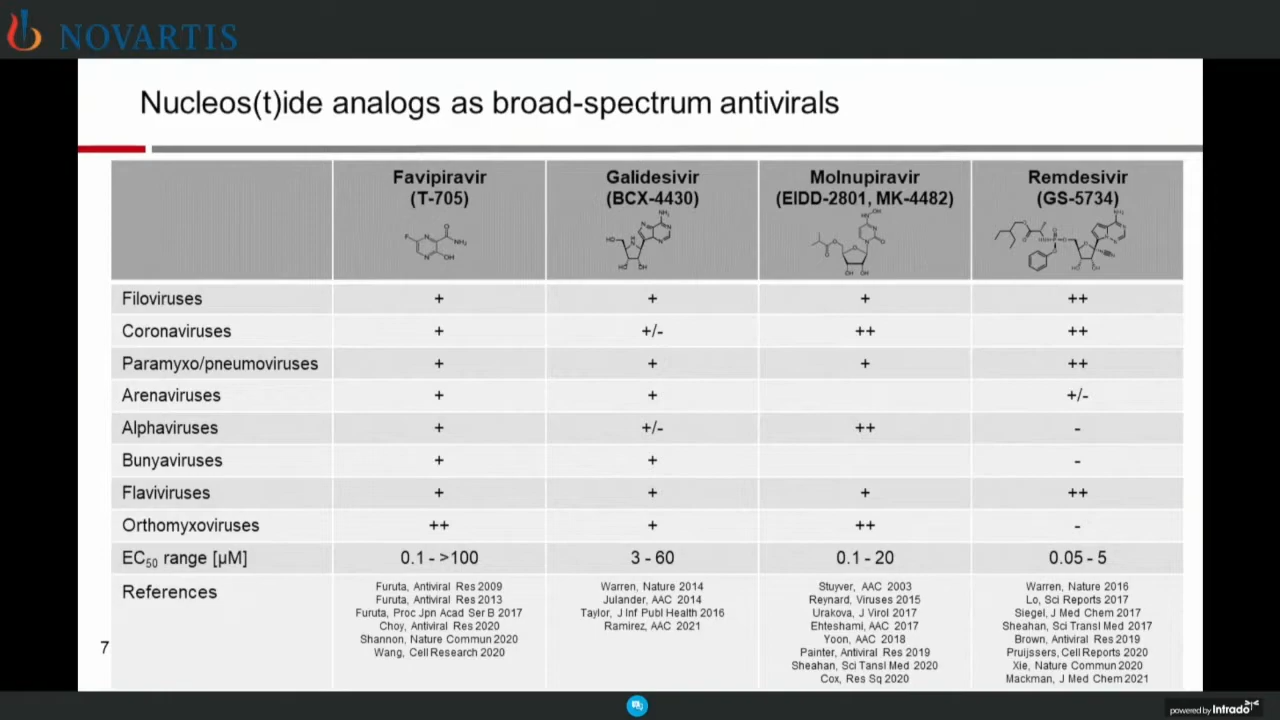 NOVARTIS
Nucleos(t)ide analogs as broad-spectrum antivirals
Favipiravir (T-705) Galidesivir (BCX-4430) Molnupiravir (EIDD-2801, MK-4482) Remdesivir (GS-5734)
Filoviruses + + + ++
Coronaviruses + +/- ++ ++
Paramyxo/pneumoviruses + + + ++
Arenaviruses + + +/-
Alphaviruses + +/- ++ -
Bunyaviruses + + -
Flaviviruses + + + ++
Orthomyxoviruses ++ + ++ -
EC50 range [µM] 0.1 - >100 3 - 60 0.1 - 20 0.05 - 5
References
Furuta, Antiviral Res 2009
Furuta, Antiviral Res 2013
Furuta, Proc Jpn Acad Ser B 2017
Choy, Antiviral Res 2020
Shannon, Nature Commun 2020
Wang, Cell Research 2020
Warren, Nature 2014
Julander, AAC 2014
Taylor, J Inf Publ Health 2016
Ramirez, AAC 2021
Stuyver, AAC 2003
Reynard, Viruses 2015
Urakova, J Virol 2017
Ehteshami, AAC 2017
Yoon, AAC 2018
Painter, Antiviral Res 2019
Sheahan, Sci Tansl Med 2020
Cox, Res Sq 2020
Warren, Nature 2016
Lo, Sci Reports 2017
Siegel, J Med Chem 2017
Sheahan, Sci Transl Med 2017
Brown, Antiviral Res 2019
Pruijssers, Cell Reports 2020
Xie, Nature Commun 2020
Mackman, J Med Chem 2021
7
powered by Intrado